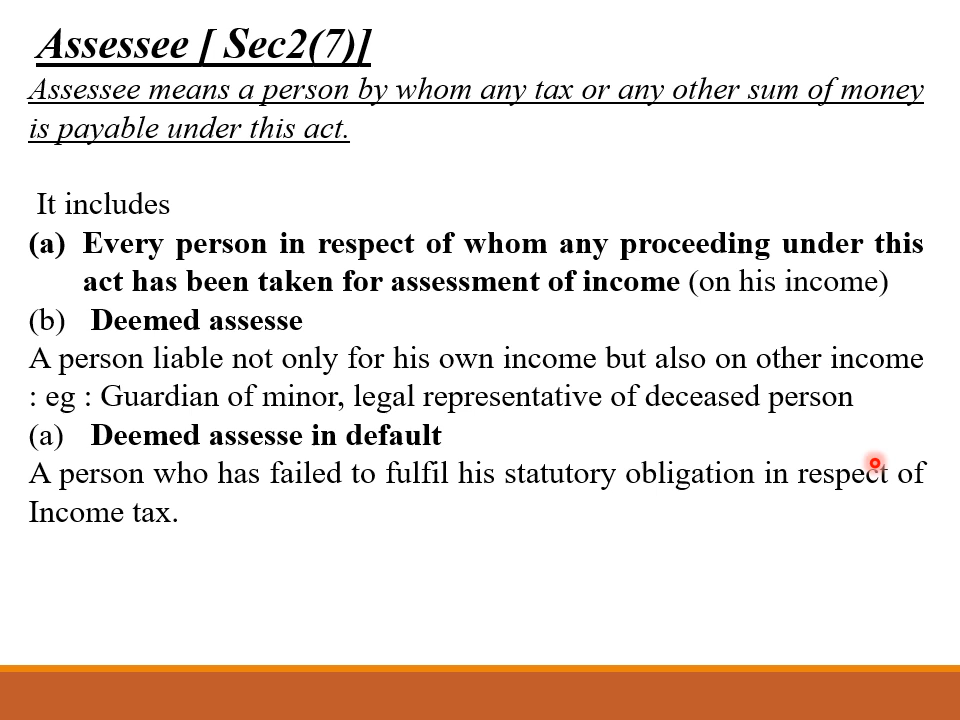 Assessee [ Sec2(7)]
Assessee means a person by whom any tax or any other sum of money
is payable under this act.
It includes
(a) Every person in respect of whom any proceeding under this
act has been taken for assessment of income (on his income)
(b) Deemed assesse
A person liable not only for his own income but also on other income
: eg : Guardian of minor, legal representative of deceased person
(a) Deemed assesse in default
A person who has failed to fulfil his statutory obligation in respect of
Income tax.